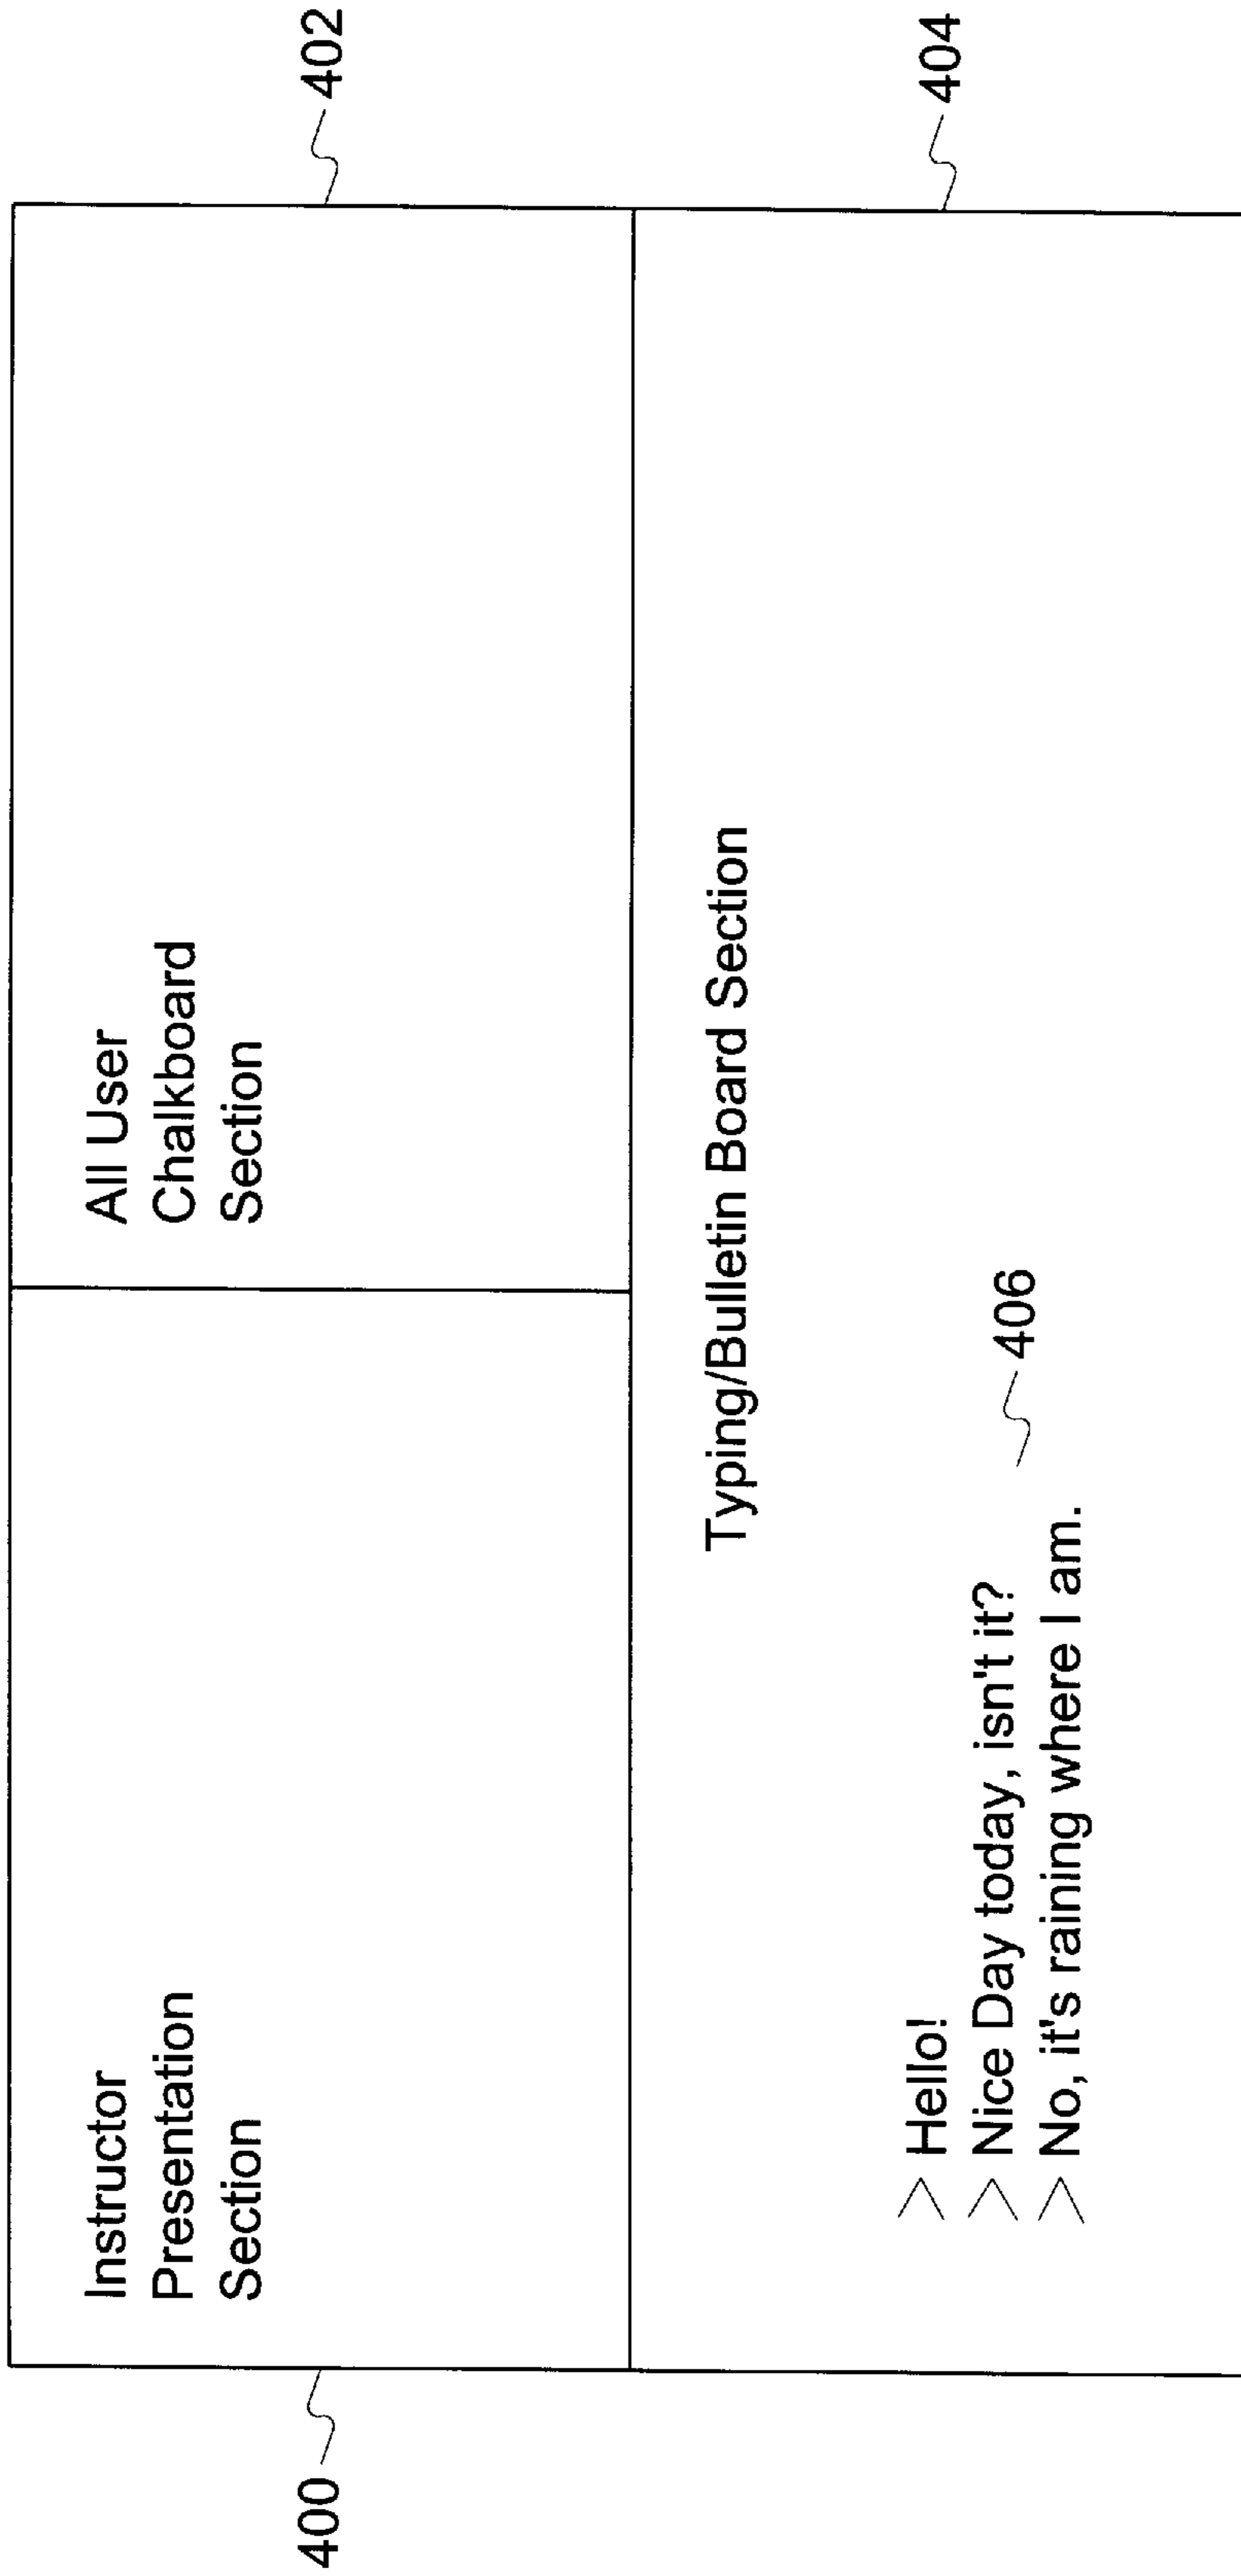 400
Instructor
Presentation
Section
All User
Chalkboard
Section
402
Typing/Bulletin Board Section
404
> Hello!
> Nice Day today, isn't it?
> No, it's raining where I am.
406